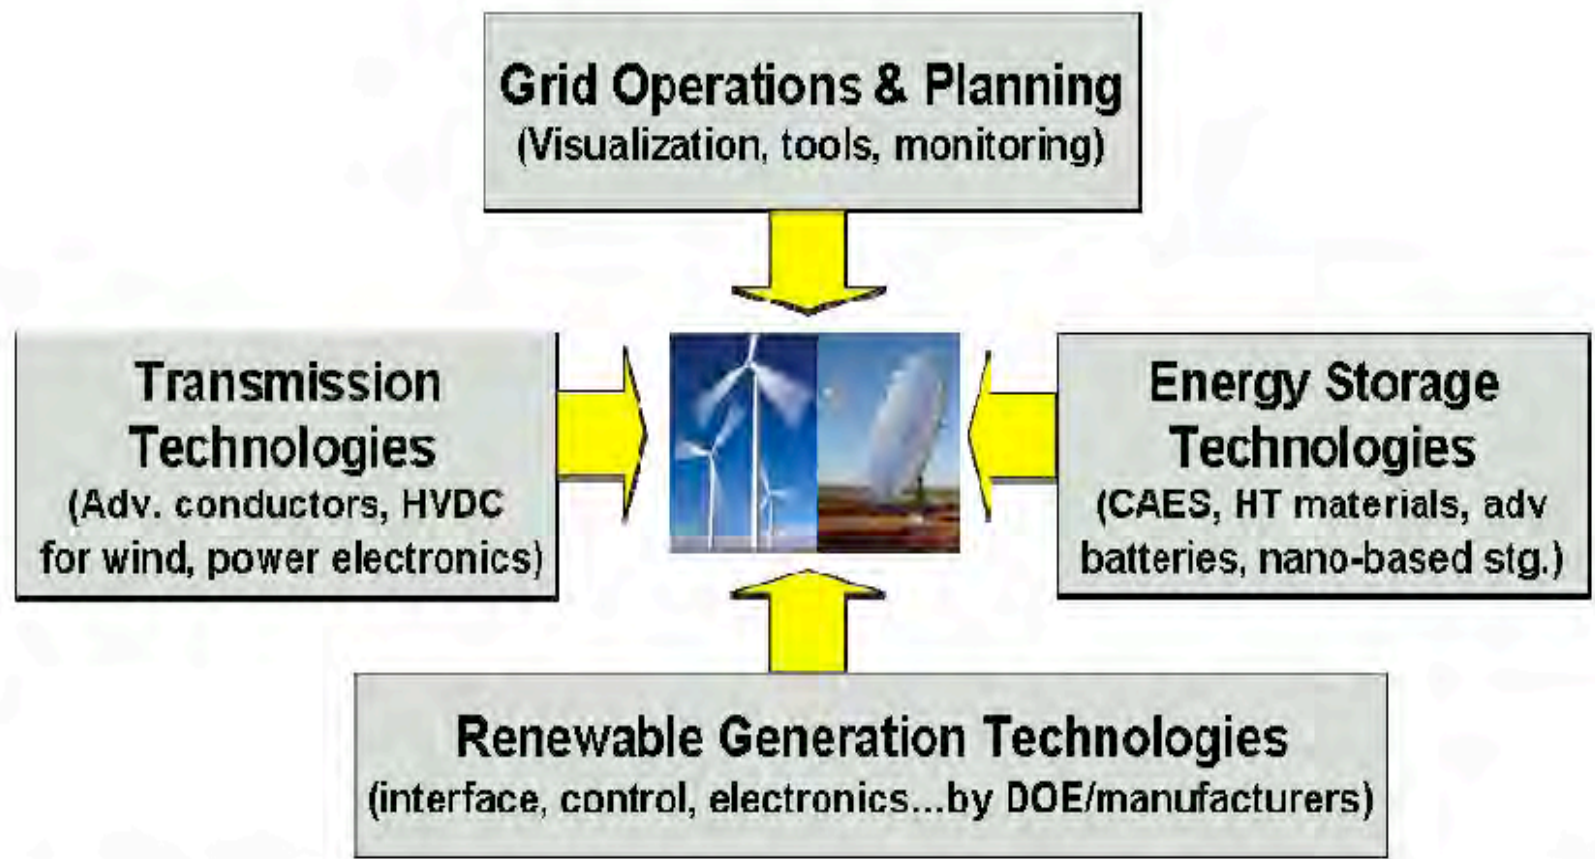 Grid Operations & Planning
(Visualization, tools, monitoring)
Transmission
Technologies
(Adv. conductors, HVDC
for wind, power electronics)
Energy Storage
Technologies
(CAES, HT materials, adv
batteries, nano-based stg.)
Renewable Generation Technologies
(interface, control, electronics...by DOE/manufacturers)